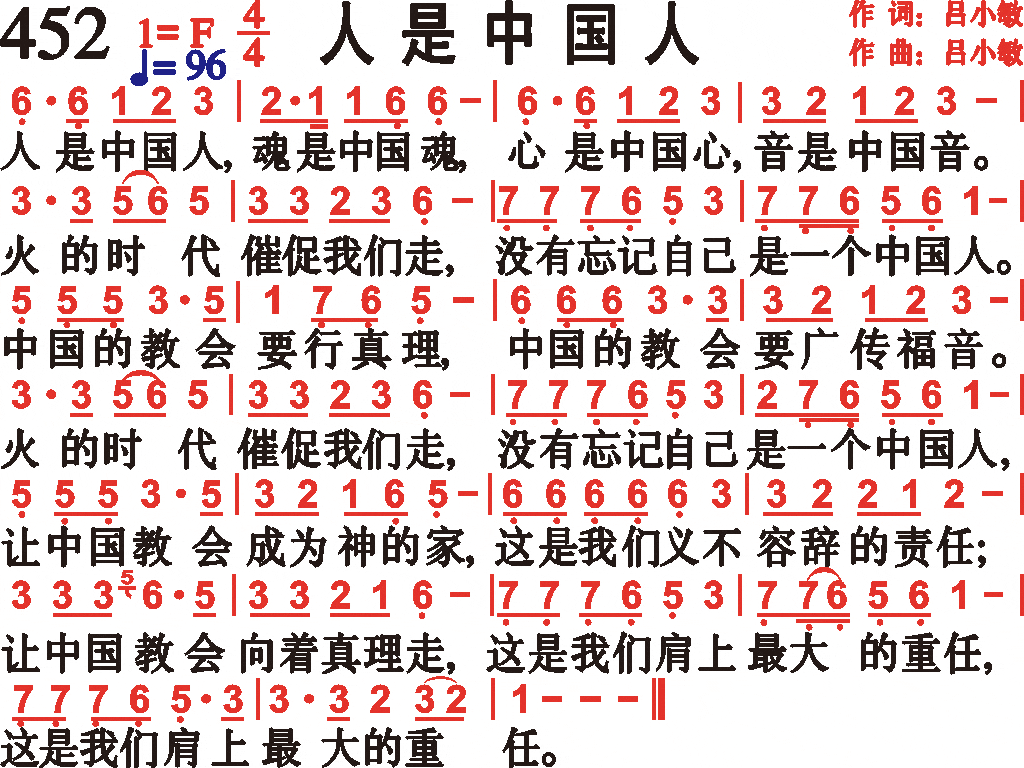 452 1=F 4/4 人是中国人 作 词：吕小敏
♩=96 作 曲：吕小敏
6·6 1 2 3 | 2·1 1 6 6 － | 6·6 1 2 3 | 3 2 1 2 3 － |
人是中国人，魂是中国魂， 心是中国心，音是中国音。
3·3 5 6 5 | 3 3 2 3 6 － | 7 7 7 6 5 3 | 7 7 6 5 6 1－ |
火的时 代 催促我们走， 没有忘记自己是一个中国人。
5 5 5 3·5 | 1 7 6 5 － | 6 6 6 3·3 | 3 2 1 2 3 － |
中国的教 会 要行真理， 中国的教 会要广传福音。
3·3 5 6 5 | 3 3 2 3 6 － | 7 7 7 6 5 3 | 2 7 6 5 6 1－ |
火的时 代 催促我们走， 没有忘记自己是一个中国人，
5 5 5 3·5 | 3 2 1 6 5－ | 6 6 6 6 6 3 | 3 2 2 1 2 － |
让中国教 会成为神的家，这是我们义不容辞的责任；
3 3 3 5 6·5 | 3 3 2 1 6 － | 7 7 7 6 5 3 | 7 7 6 5 6 1 － |
让中国教会向着真理走， 这是我们肩上最大 的重任，
7 7 7 6 5·3 | 3·3 2 3 2 | 1 － － － ‖
这是我们肩上最 大的重 任。